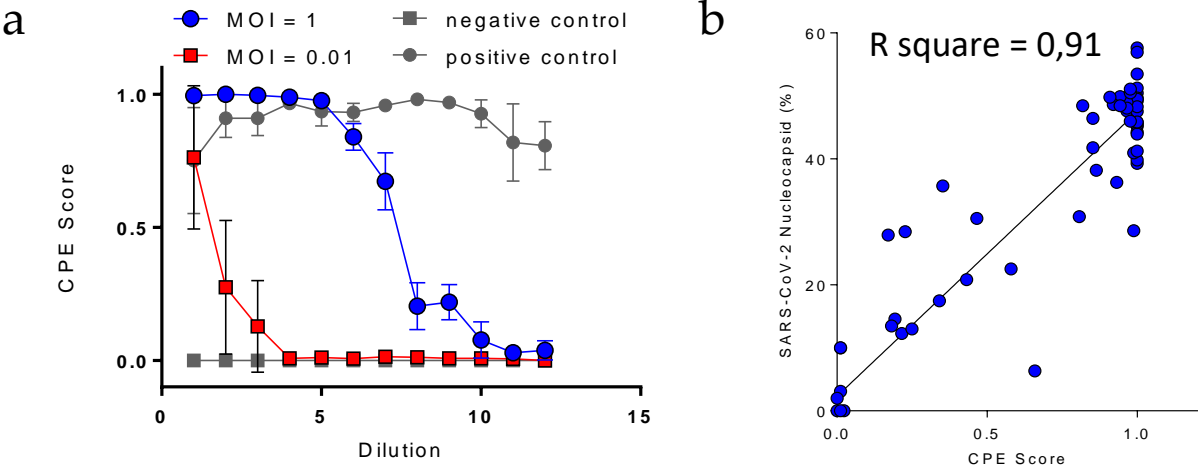 a
MOI = 1
negative control
MOI = 0.01
positive control
1.0
0.5
0.0
CPE Score
0
5
10
15
Dilution
b
R square = 0,91
60
40
20
0
SARS-CoV-2 Nucleocapsid (%)
0.0
0.5
1.0
CPE Score